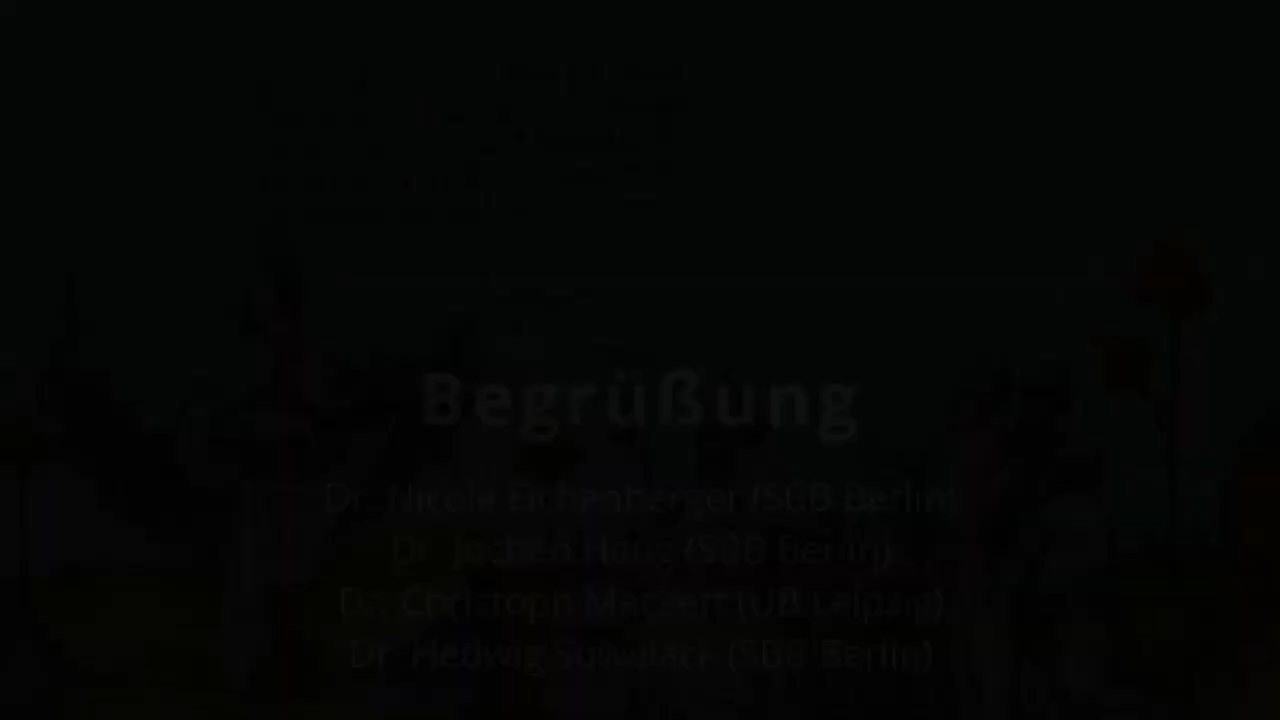 Begrüßung
Dr. Nicole Eichenberger (SBB Berlin)
Dr. Jochen Haug (SBB Berlin)
Dr. Christoph Mackert (UB Leipzig)
Dr. Hedwig Suwelack (SBB Berlin)